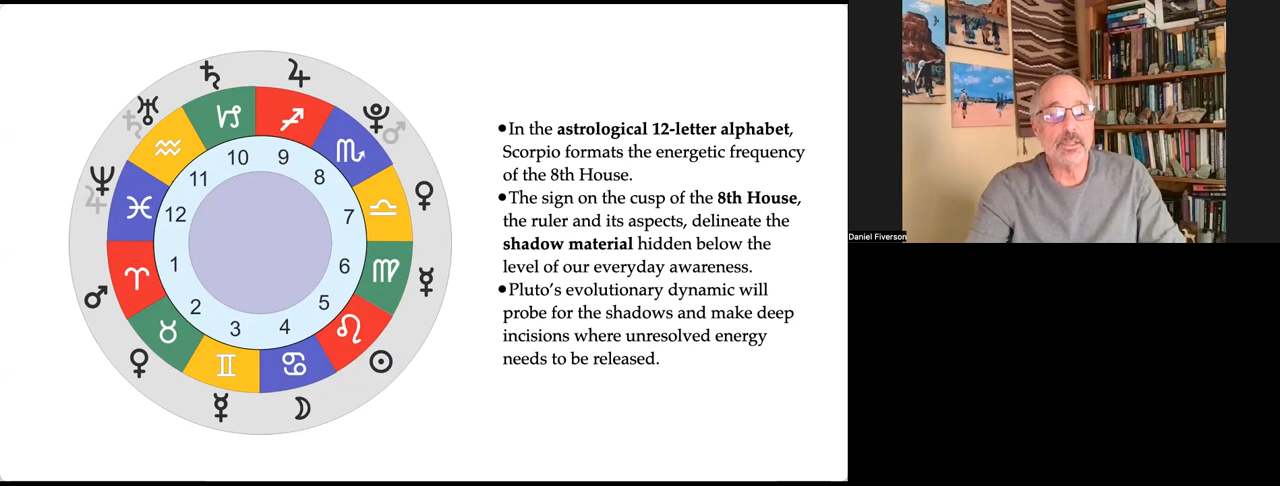 •In the astrological 12-letter alphabet,
Scorpio formats the energetic frequency
of the 8th House.
•The sign on the cusp of the 8th House,
the ruler and its aspects, delineate the
shadow material hidden below the
level of our everyday awareness.
•Pluto’s evolutionary dynamic will
probe for the shadows and make deep
incisions where unresolved energy
needs to be released.
♄ ♃
♅ ♄ ♑ ♐ ♇ ♂
♒ 10 9 ♏
♆ ♃ 11 8 ♀
♓ 12 7 ♎
♂ ♈ 1 6 ♍ ☿
2 5
♉ 3 4 ♌
♀ ♊ ♋ ☉
☿ ☽
Daniel Fiverson